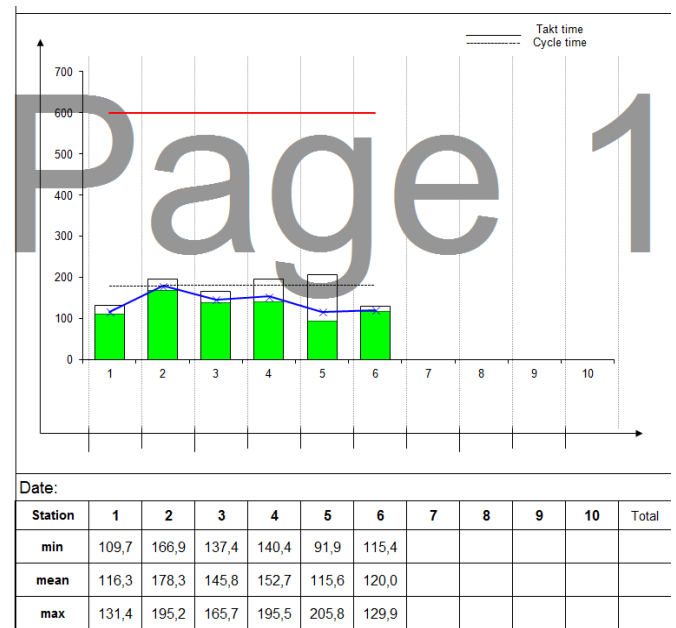 Takt time
Cycle time
700
600
500
400
300
200
100
0
1 2 3 4 5 6 7 8 9 10
Page 1
Date:
Station 1 2 3 4 5 6 7 8 9 10 Total
min 109,7 166,9 137,4 140,4 91,9 115,4
mean 116,3 178,3 145,8 152,7 115,6 120,0
max 131,4 195,2 165,7 195,5 205,8 129,9